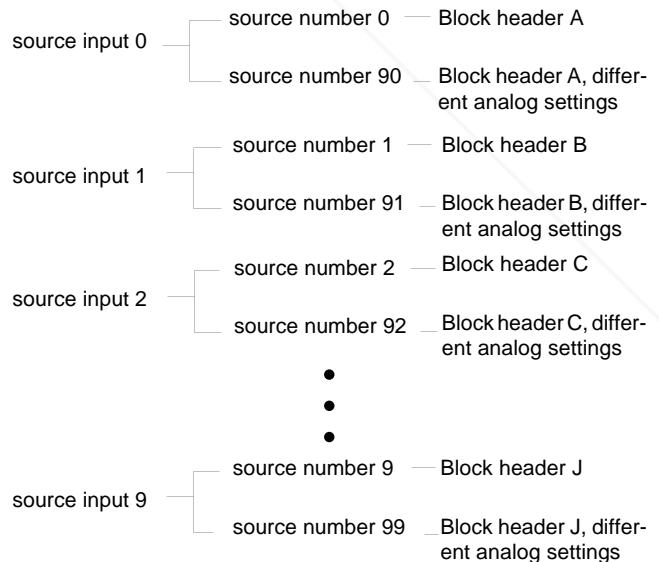 source number 0
Block header A
source input 0
source number 90
Block header A, differ-
ent analog settings
source number 1
Block header B
source input 1
source number 91
Block header B, differ-
ent analog settings
source number 2
Block header C
source input 2
source number 92
Block header C, differ-
ent analog settings
source number 9
Block header J
source input 9
source number 99
Block header J, differ-
ent analog settings